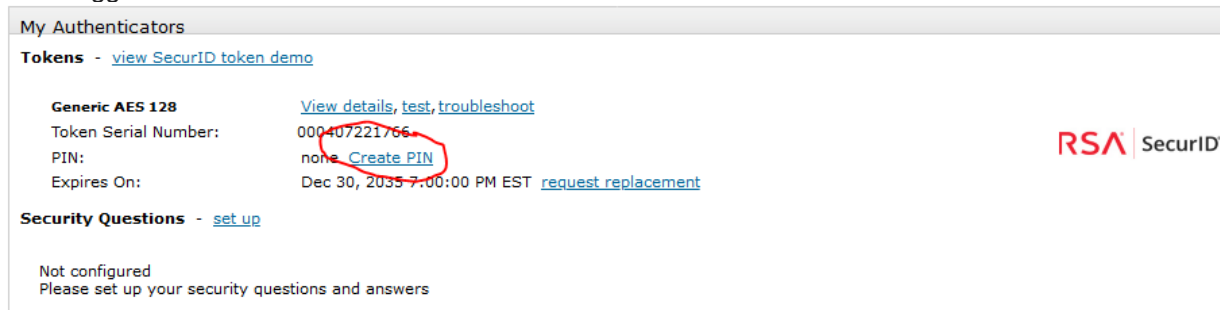 My Authenticators
Tokens - view SecurID token demo
Generic AES 128 View details, test, troubleshoot
Token Serial Number: 000407221766
PIN: none Create PIN
Expires On: Dec 30, 2035 7:00:00 PM EST request replacement
RSA SecurID
Security Questions - set up
Not configured
Please set up your security questions and answers